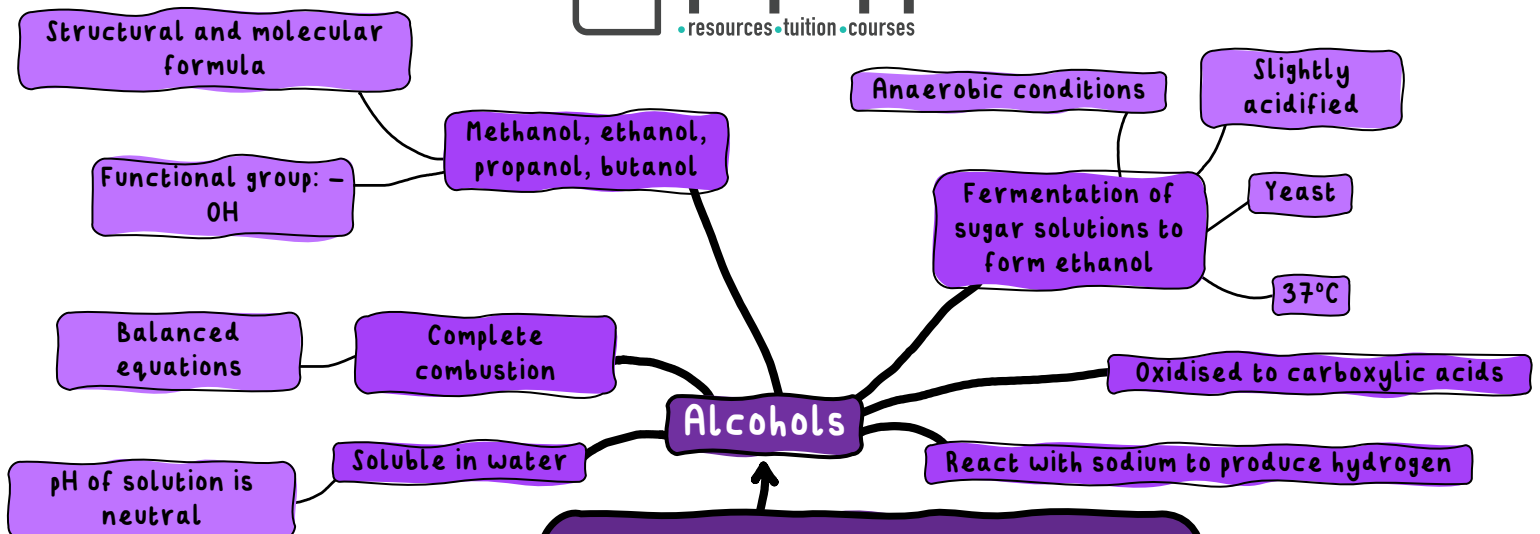 resources•tuition•courses
Structural and molecular
formula
Functional group: –
OH
Methanol, ethanol,
propanol, butanol
Anaerobic conditions
Slightly
acidified
Fermentation of
sugar solutions to
form ethanol
Yeast
37°C
Balanced
equations
Complete
combustion
Oxidised to carboxylic acids
Alcohols
Soluble in water
pH of solution is
neutral
React with sodium to produce hydrogen